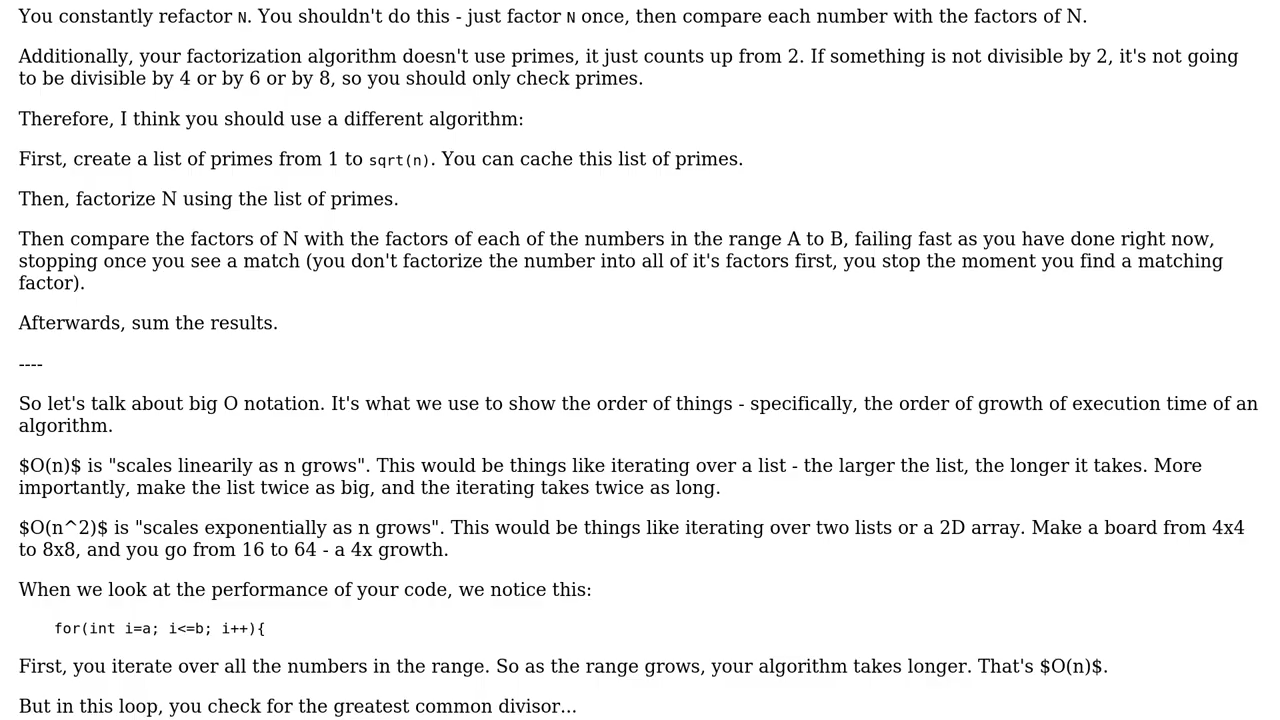 You constantly refactor N. You shouldn't do this - just factor N once, then compare each number with the factors of N.
Additionally, your factorization algorithm doesn't use primes, it just counts up from 2. If something is not divisible by 2, it's not going
to be divisible by 4 or by 6 or by 8, so you should only check primes.
Therefore, I think you should use a different algorithm:
First, create a list of primes from 1 to sqrt(n). You can cache this list of primes.
Then, factorize N using the list of primes.
Then compare the factors of N with the factors of each of the numbers in the range A to B, failing fast as you have done right now,
stopping once you see a match (you don't factorize the number into all of it's factors first, you stop the moment you find a matching
factor).
Afterwards, sum the results.
----
So let's talk about big O notation. It's what we use to show the order of things - specifically, the order of growth of execution time of an
algorithm.
$O(n)$ is "scales linearily as n grows". This would be things like iterating over a list - the larger the list, the longer it takes. More
importantly, make the list twice as big, and the iterating takes twice as long.
$O(n^2)$ is "scales exponentially as n grows". This would be things like iterating over two lists or a 2D array. Make a board from 4x4
to 8x8, and you go from 16 to 64 - a 4x growth.
When we look at the performance of your code, we notice this:
for(int i=a; i<=b; i++){
First, you iterate over all the numbers in the range. So as the range grows, your algorithm takes longer. That's $O(n)$.
But in this loop, you check for the greatest common divisor...